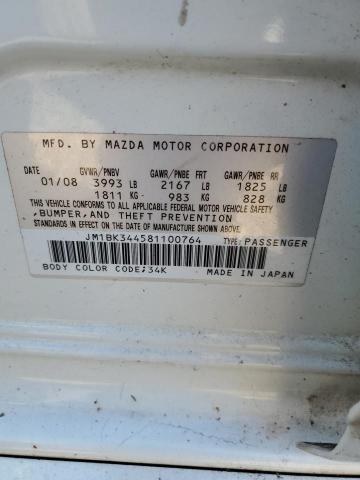 MFD. BY MAZDA MOTOR CORPORATION
DATE GVWR/PNBV GAWR/PNBE FRT GAWR/PNBE RR
01/08 3993 LB 2167 LB 1825 LB
1811 KG 983 KG 828 KG
THIS VEHICLE CONFORMS TO ALL APPLICABLE FEDERAL MOTOR VEHICLE SAFETY
,BUMPER,AND THEFT PREVENTION
STANDARDS IN EFFECT ON THE DATE OF MANUFACTURE SHOWN ABOVE.
JM1BK344581100764 TYPE:PASSENGER
BODY COLOR CODE:34K MADE IN JAPAN